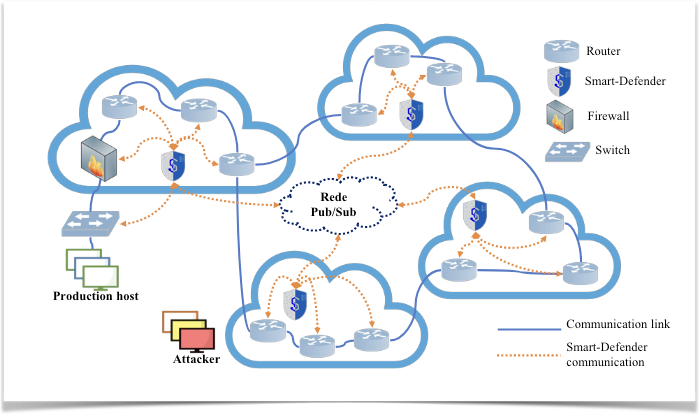 Router
Smart-Defender
Firewall
Switch
Rede
Pub/Sub
Production host
Attacker
Communication link
Smart-Defender
communication